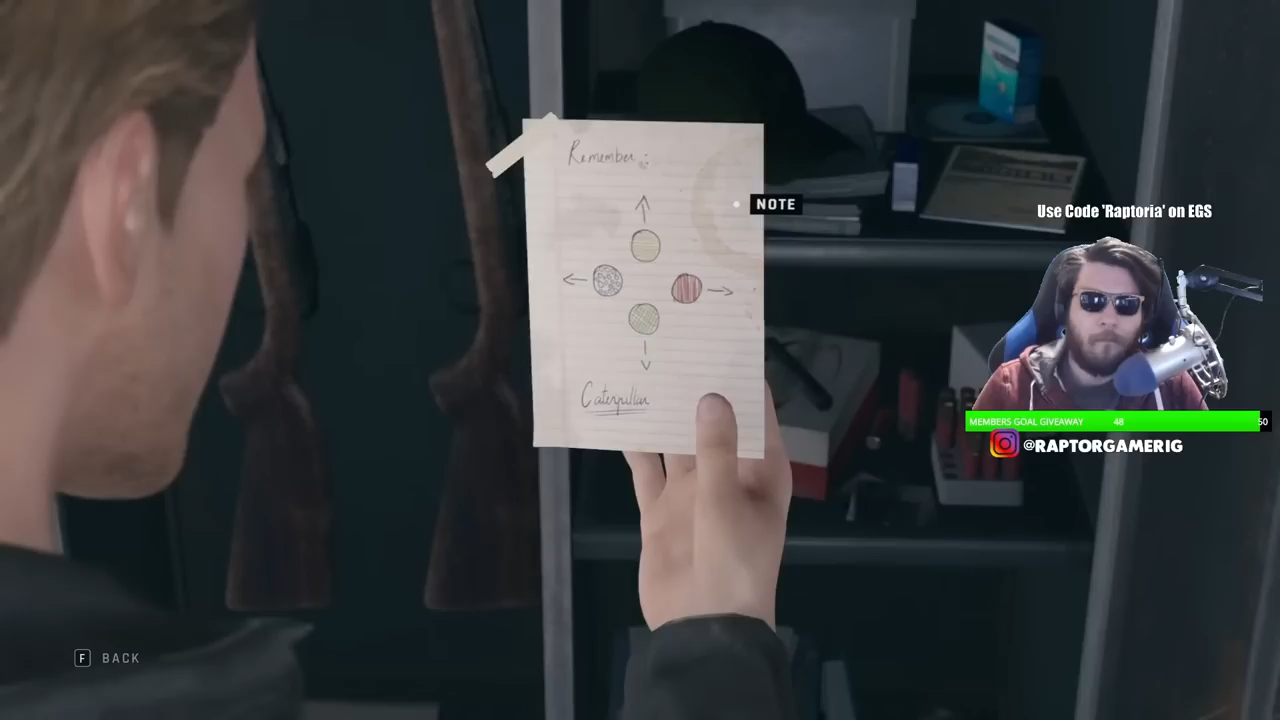 Remember:
NOTE
Caterpillar
Use Code 'Raptoria' on EGS
MEMBERS GOAL GIVEAWAY 48 50
@RAPTORGAMERIG
F BACK